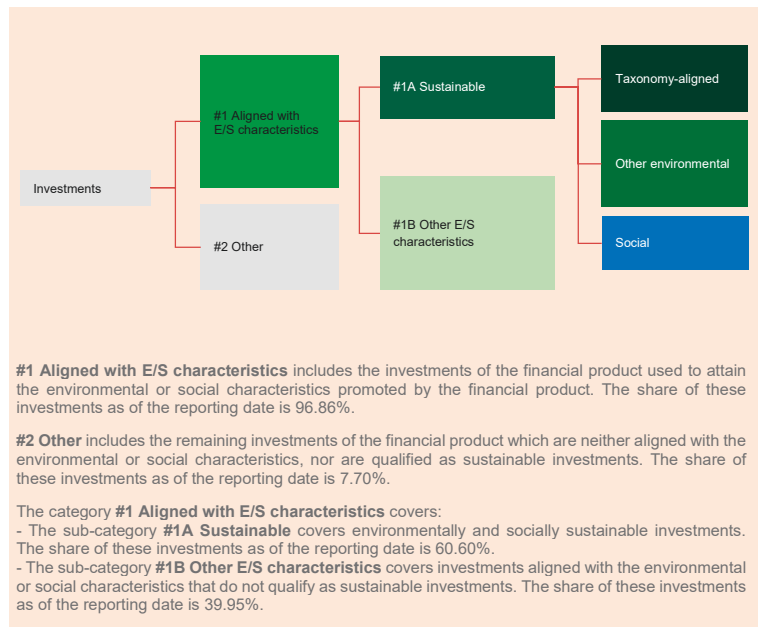 Investments
#1 Aligned with
E/S characteristics
#2 Other
#1A Sustainable
#1B Other E/S
characteristics
Taxonomy-aligned
Other environmental
Social
#1 Aligned with E/S characteristics includes the investments of the financial product used to attain
the environmental or social characteristics promoted by the financial product. The share of these
investments as of the reporting date is 96.86%.
#2 Other includes the remaining investments of the financial product which are neither aligned with the
environmental or social characteristics, nor are qualified as sustainable investments. The share of
these investments as of the reporting date is 7.70%.
The category #1 Aligned with E/S characteristics covers:
- The sub-category #1A Sustainable covers environmentally and socially sustainable investments.
The share of these investments as of the reporting date is 60.60%.
- The sub-category #1B Other E/S characteristics covers investments aligned with the environmental
or social characteristics that do not qualify as sustainable investments. The share of these investments
as of the reporting date is 39.95%.